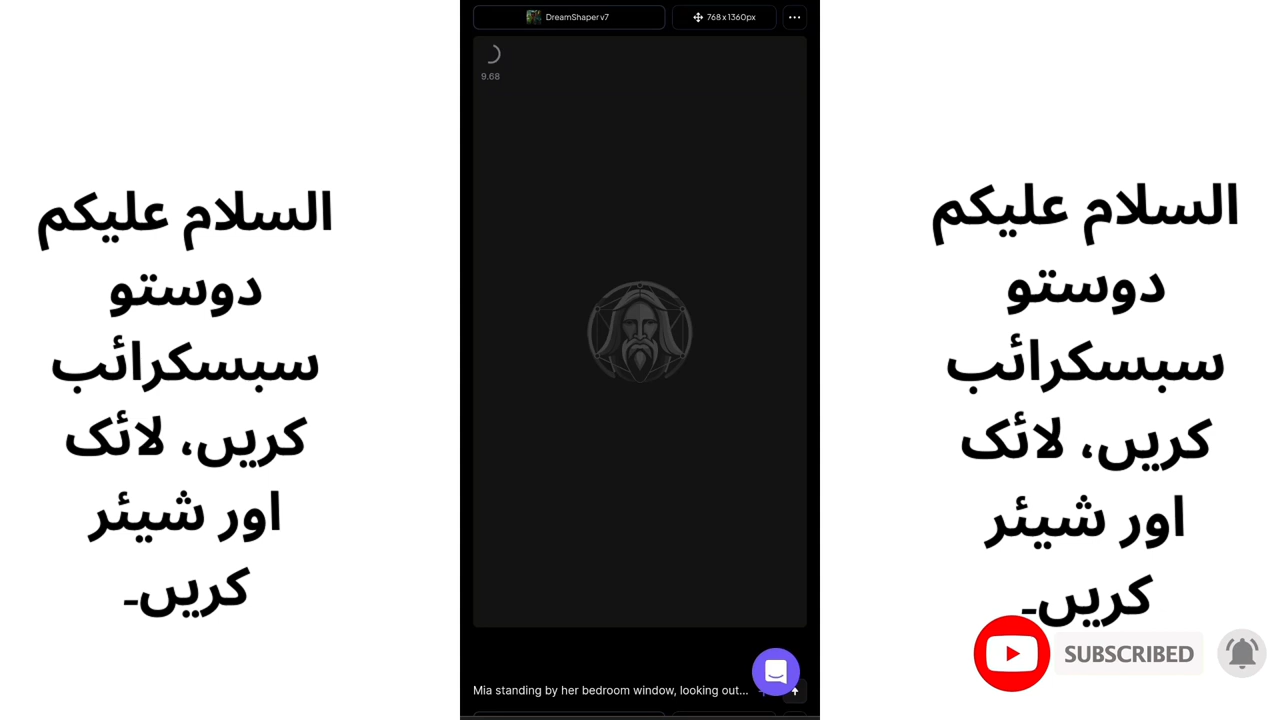 DreamShaper v7
768 x 1360px
9.68
السلام علیکم
دوستو
سبسکرائب
کریں، لائک
اور شیئر
کریں۔
السلام علیکم
دوستو
سبسکرائب
کریں، لائک
اور شیئر
کریں۔
SUBSCRIBED
Mia standing by her bedroom window, looking out...